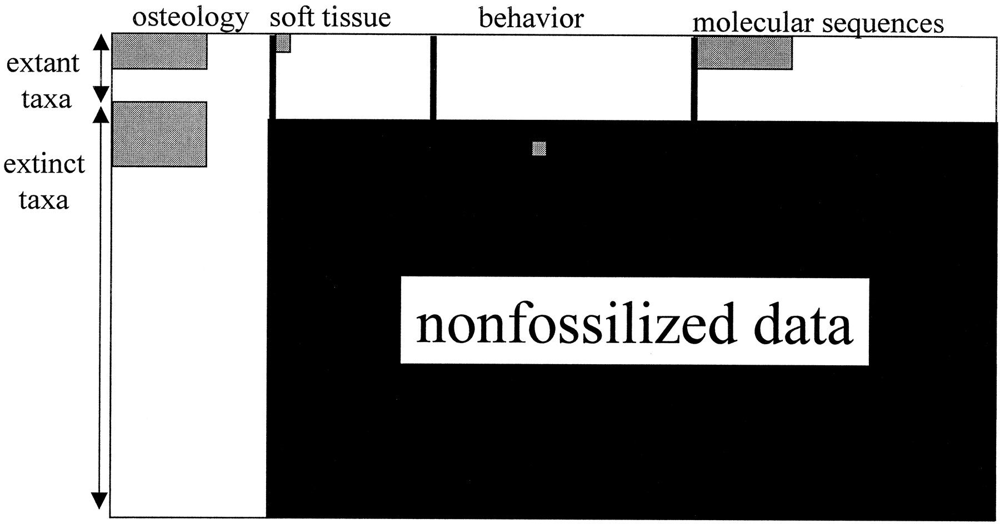 osteology soft tissue behavior molecular sequences
extant
taxa
extinct
taxa
nonfossilized data